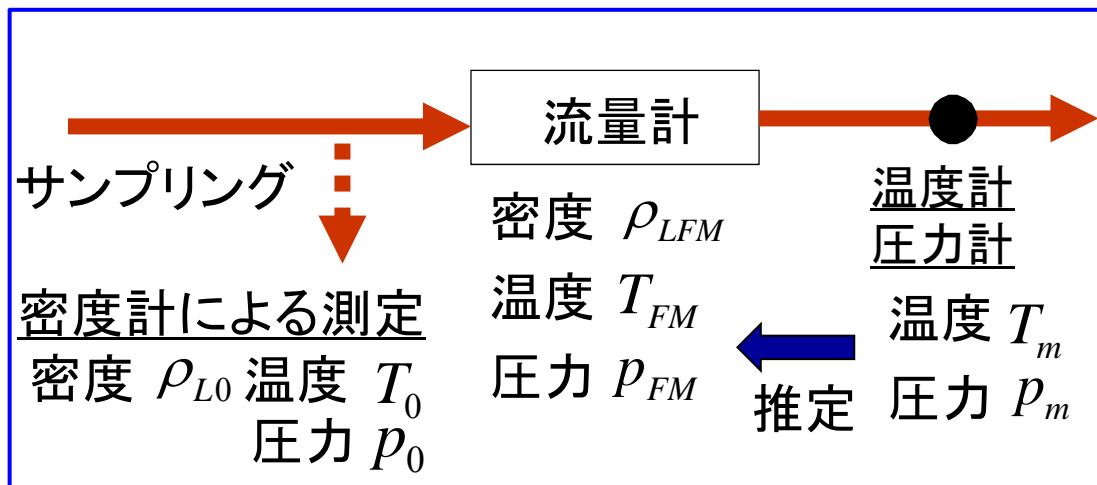 流量計
サンプリング
密度計による測定
密度 ρL0 温度 T0
圧力 p0
密度 ρLFM
温度 TFM
圧力 pFM
推定
温度計
圧力計
温度 Tm
圧力 pm